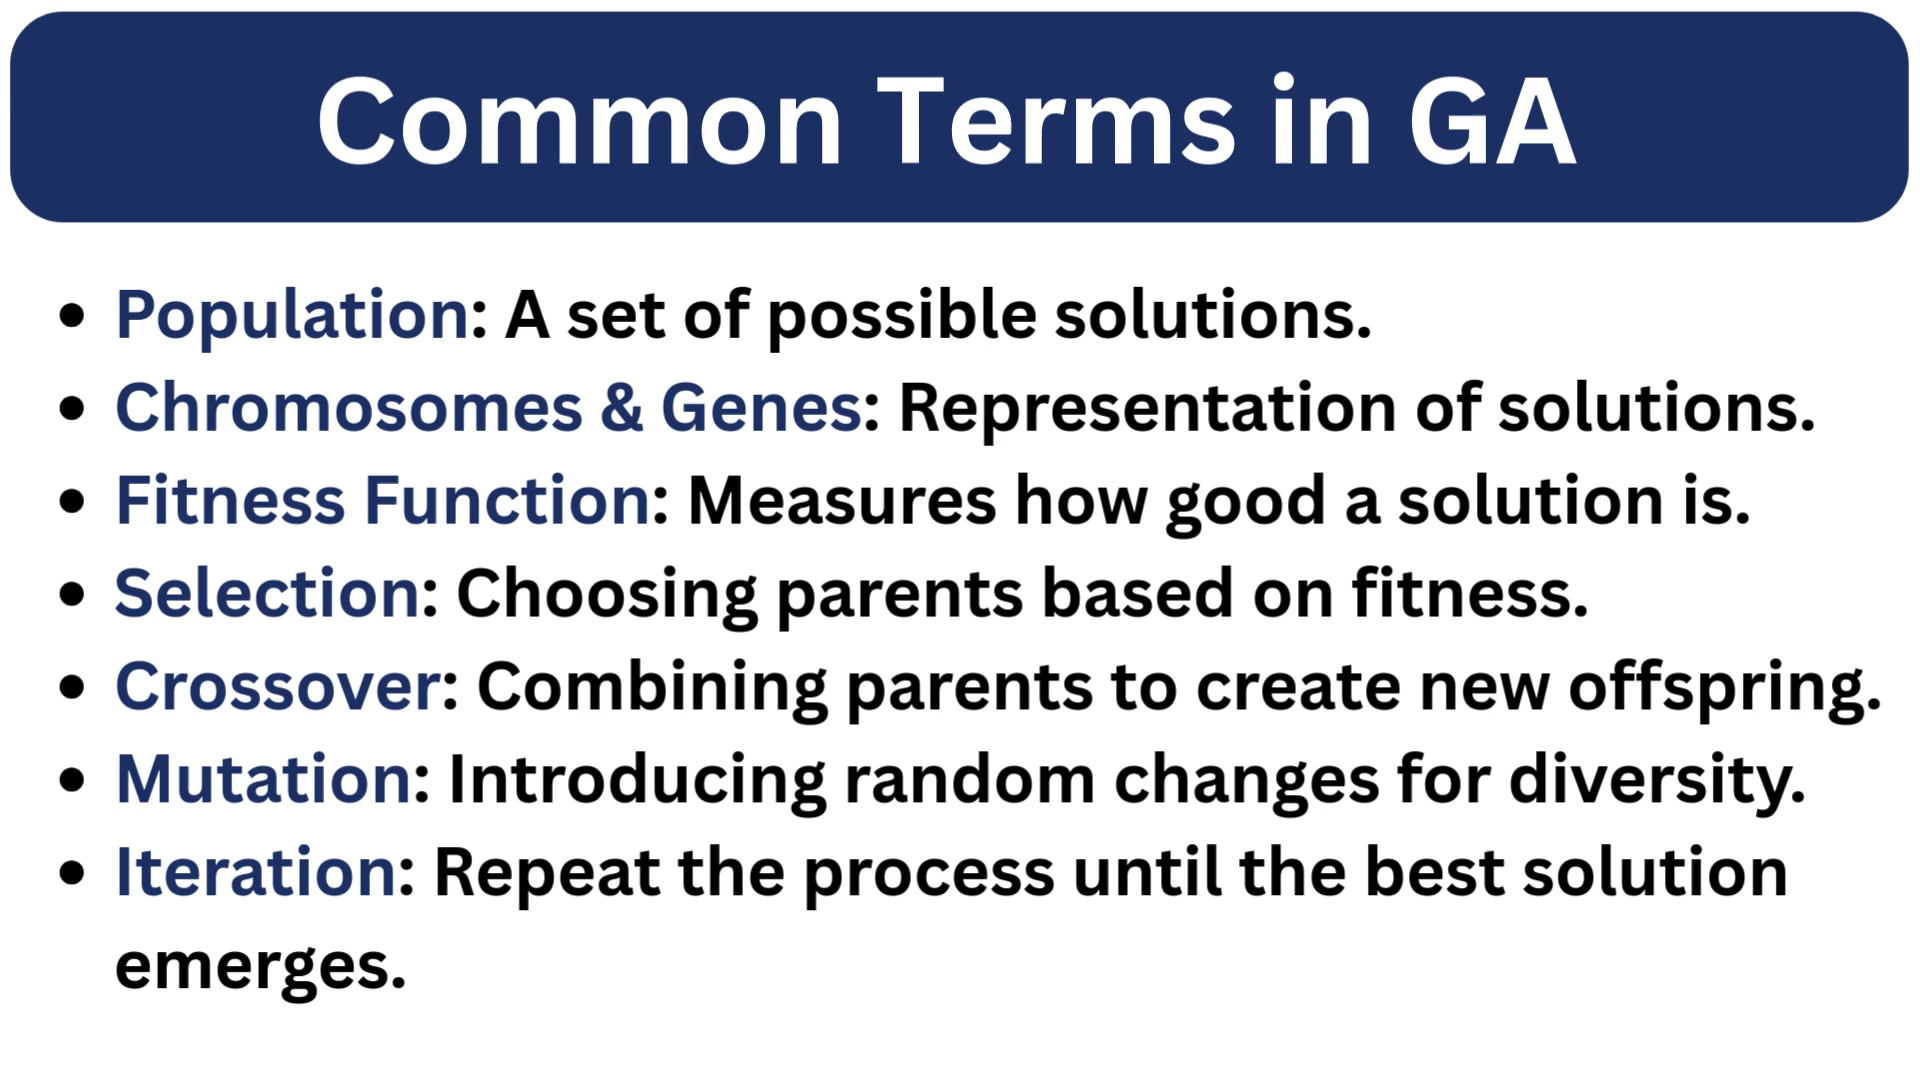 Common Terms in GA
• Population: A set of possible solutions.
• Chromosomes & Genes: Representation of solutions.
• Fitness Function: Measures how good a solution is.
• Selection: Choosing parents based on fitness.
• Crossover: Combining parents to create new offspring.
• Mutation: Introducing random changes for diversity.
• Iteration: Repeat the process until the best solution
emerges.